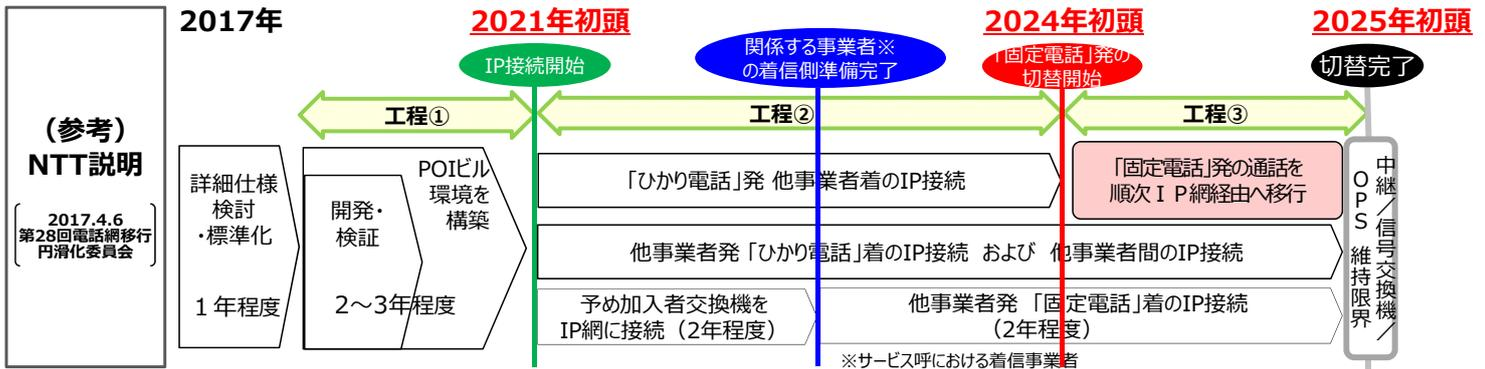 （参考）
NTT説明
2017.4.6
第28回電話網移行
円滑化委員会
2017年
2021年初頭
2024年初頭
2025年初頭
IP接続開始
関係する事業者※
の着信側準備完了
「固定電話」発の
切替開始
切替完了
工程①
工程②
工程③
詳細仕様
検討
・標準化
１年程度
開発・
検証
POIビル
環境を
構築
2～3年程度
「ひかり電話」発 他事業者着のIP接続
「固定電話」発の通話を
順次ＩＰ網経由へ移行
他事業者発「ひかり電話」着のIP接続 および 他事業者間のIP接続
予め加入者交換機を
IP網に接続（2年程度）
他事業者発 「固定電話」着のIP接続
（2年程度）
中継／信号交換機／
ＯＰＳ 維持限界
※サービス呼における着信事業者